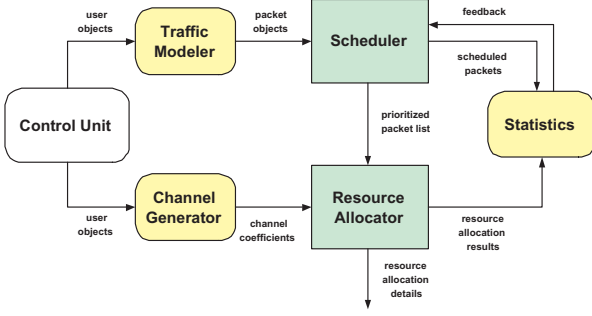 user
objects
Traffic
Modeler
packet
objects
Scheduler
feedback
scheduled
packets
Control Unit
prioritized
packet list
Statistics
user
objects
Channel
Generator
channel
coefficients
Resource
Allocator
resource
allocation
results
resource
allocation
details